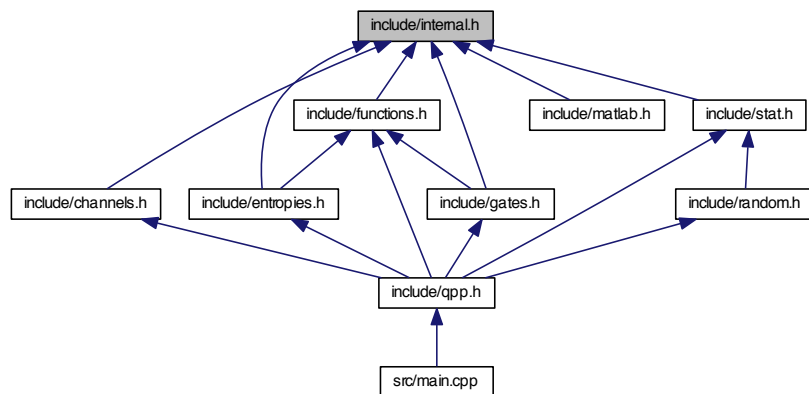 include/internal.h
include/functions.h
include/matlab.h
include/stat.h
include/channels.h
include/entropies.h
include/gates.h
include/random.h
include/qpp.h
src/main.cpp